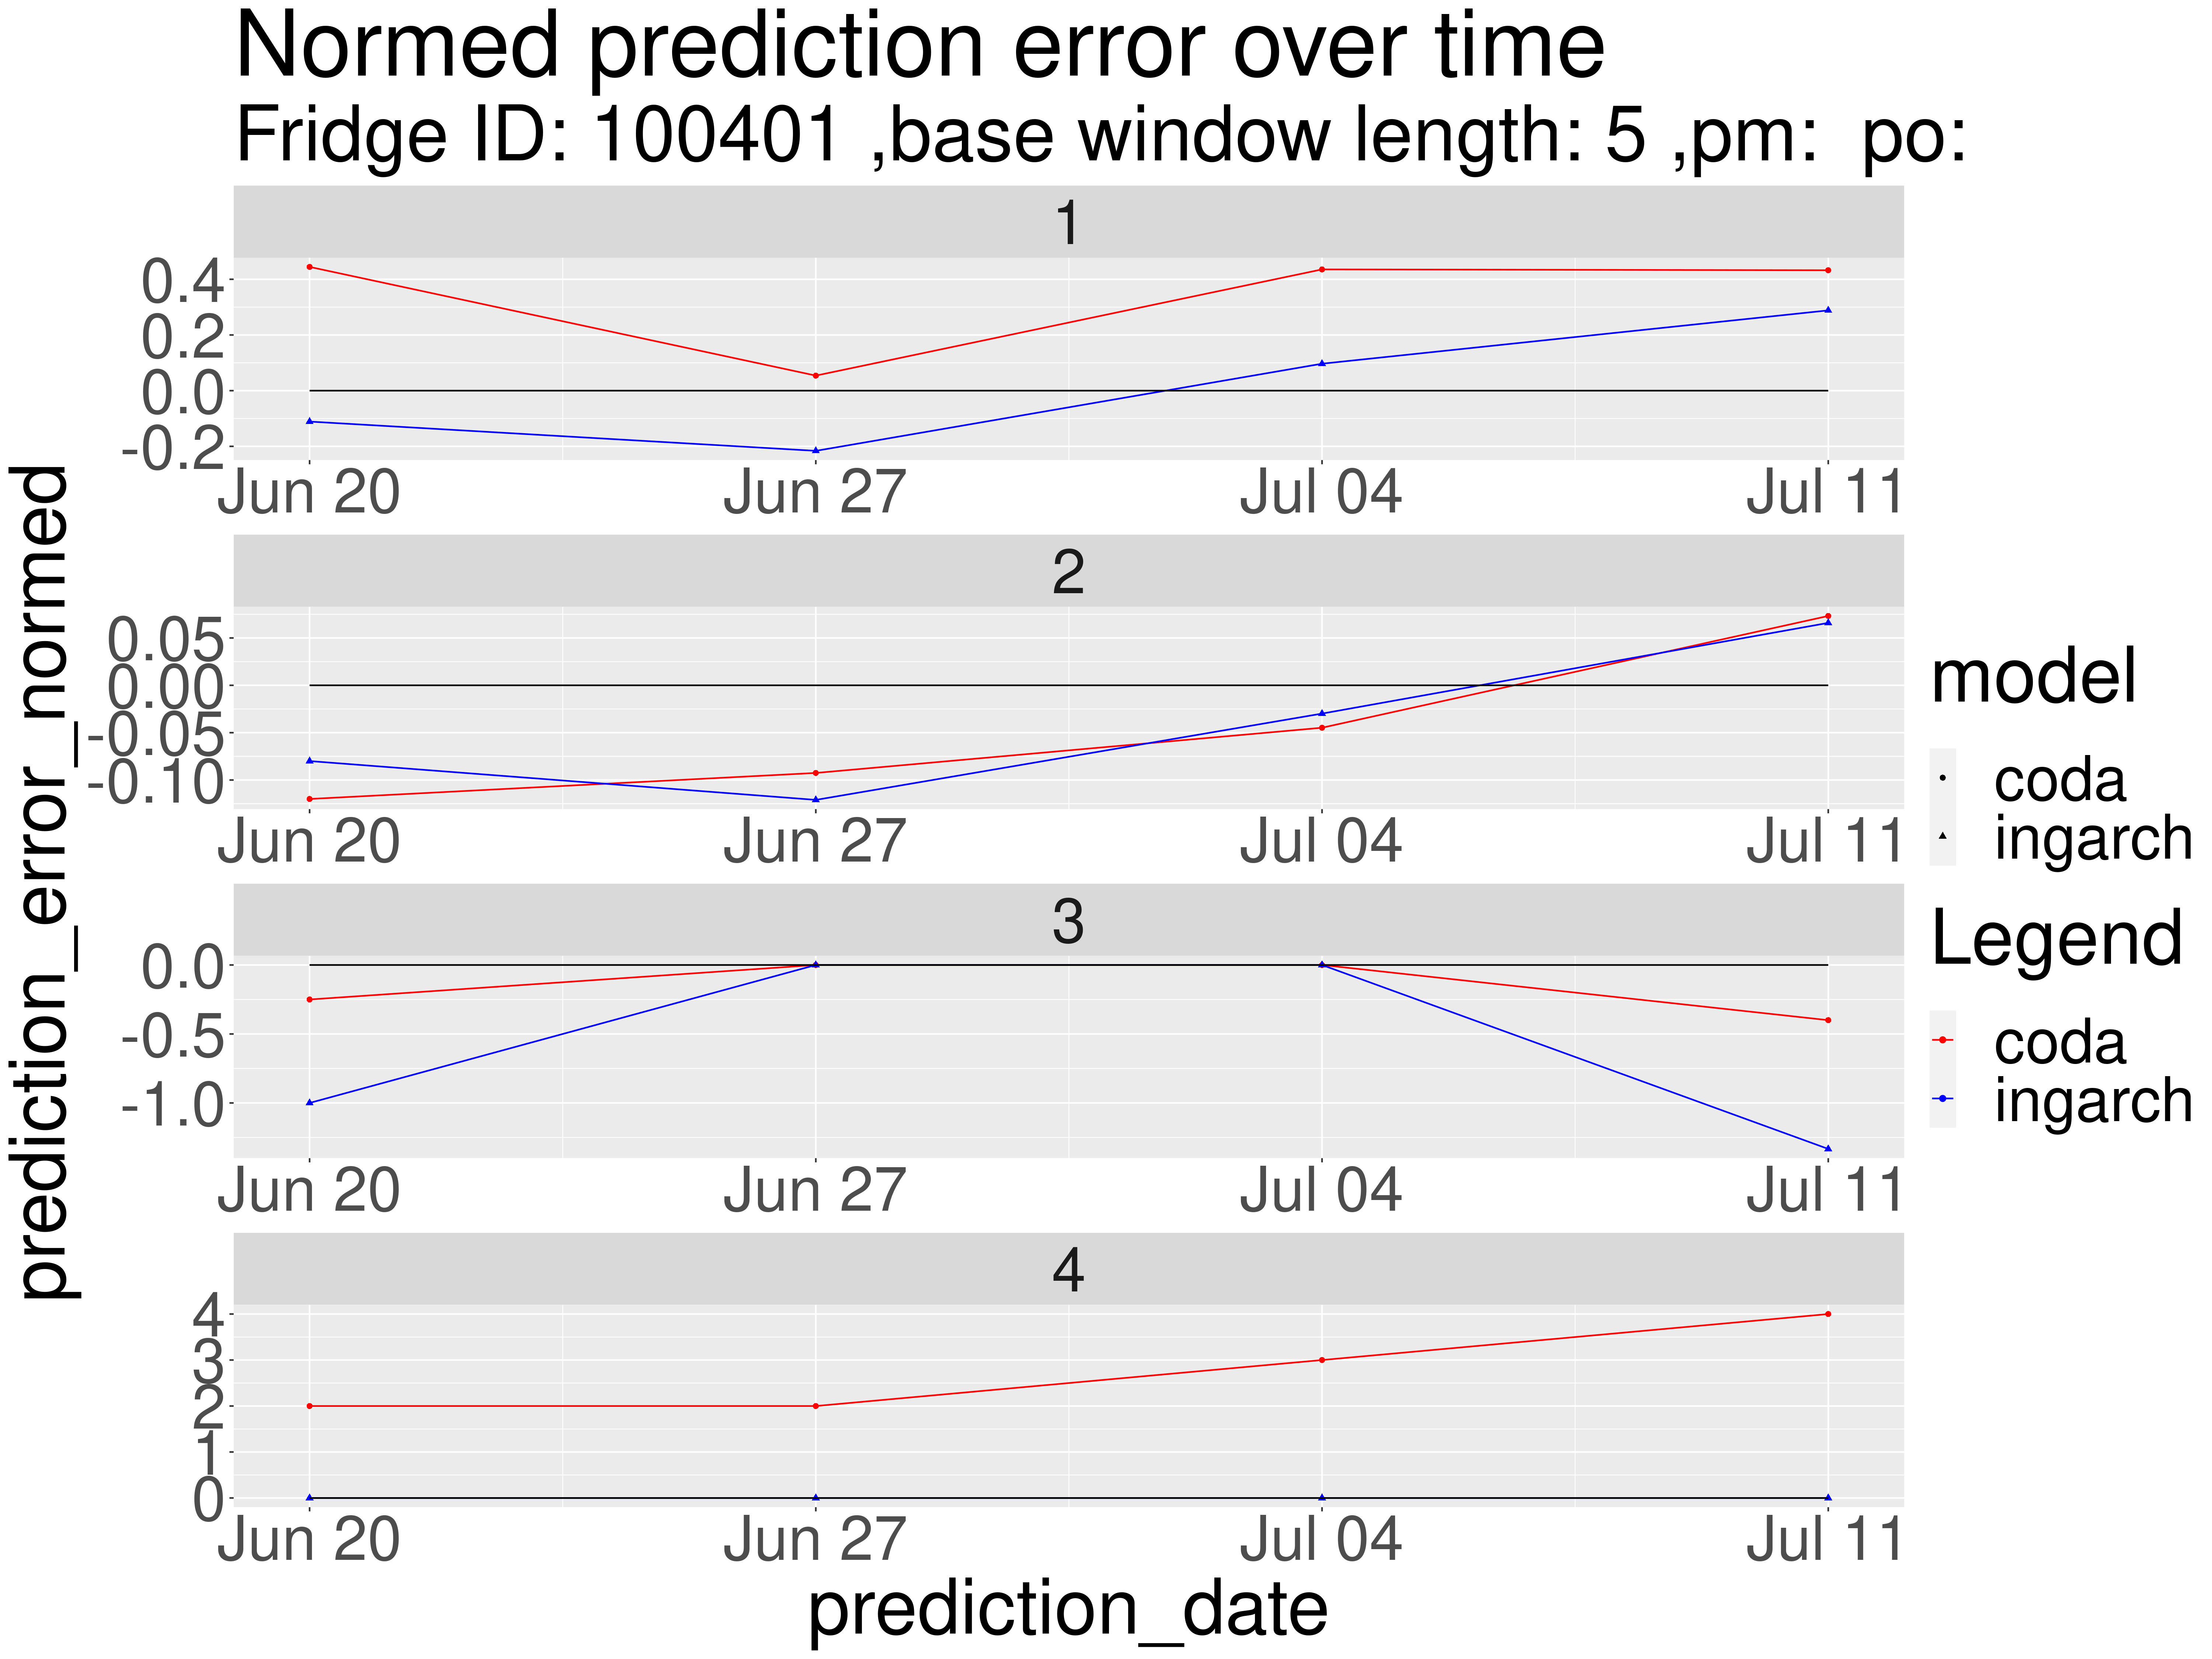 Normed prediction error over time
Fridge ID: 100401 ,base window length: 5 ,pm:  po:
prediction_error_normed
1
0.4
0.2
0.0
-0.2
Jun 20 Jun 27 Jul 04 Jul 11
2
0.05
0.00
-0.05
-0.10
Jun 20 Jun 27 Jul 04 Jul 11
3
0.0
-0.5
-1.0
Jun 20 Jun 27 Jul 04 Jul 11
4
4
3
2
1
0
Jun 20 Jun 27 Jul 04 Jul 11
prediction_date
model
coda
ingarch
Legend
coda
ingarch